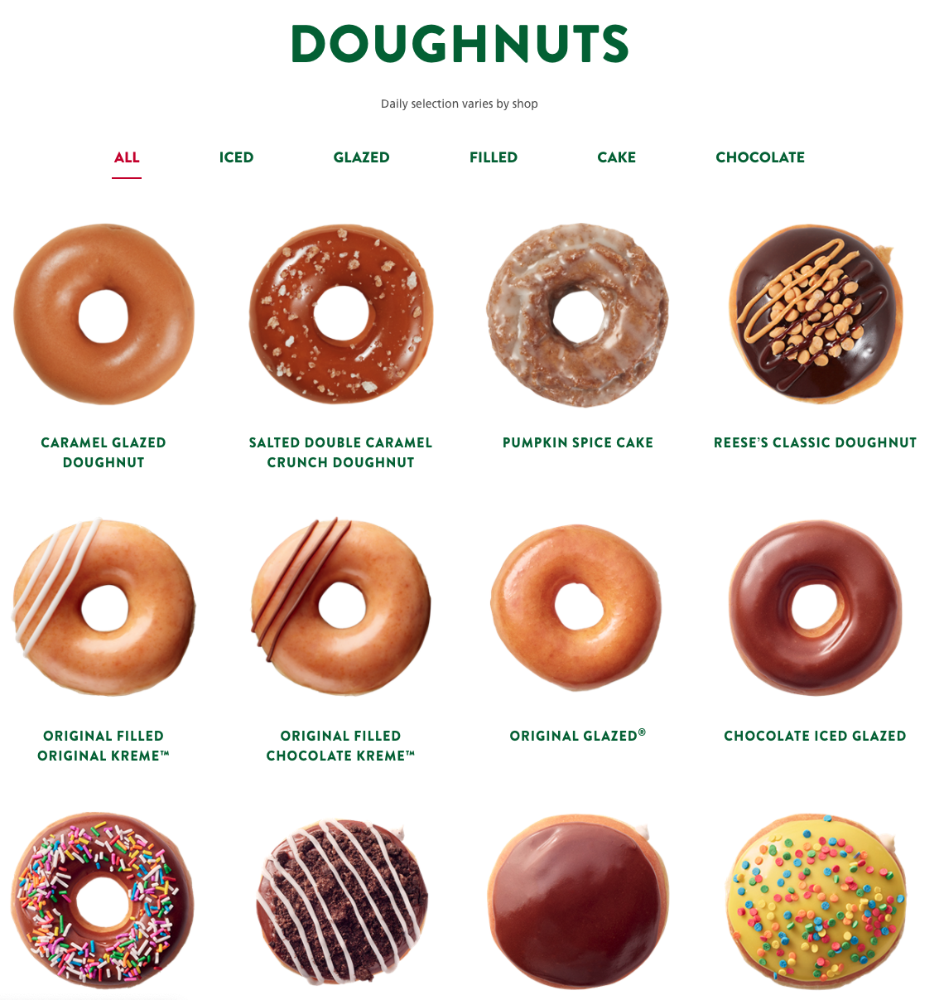 DOUGHNUTS
Daily selection varies by shop
ALL ICED GLAZED FILLED CAKE CHOCOLATE
CARAMEL GLAZED
DOUGHNUT
SALTED DOUBLE CARAMEL
CRUNCH DOUGHNUT
PUMPKIN SPICE CAKE
REESE’S CLASSIC DOUGHNUT
ORIGINAL FILLED
ORIGINAL KREME™
ORIGINAL FILLED
CHOCOLATE KREME™
ORIGINAL GLAZED®
CHOCOLATE ICED GLAZED